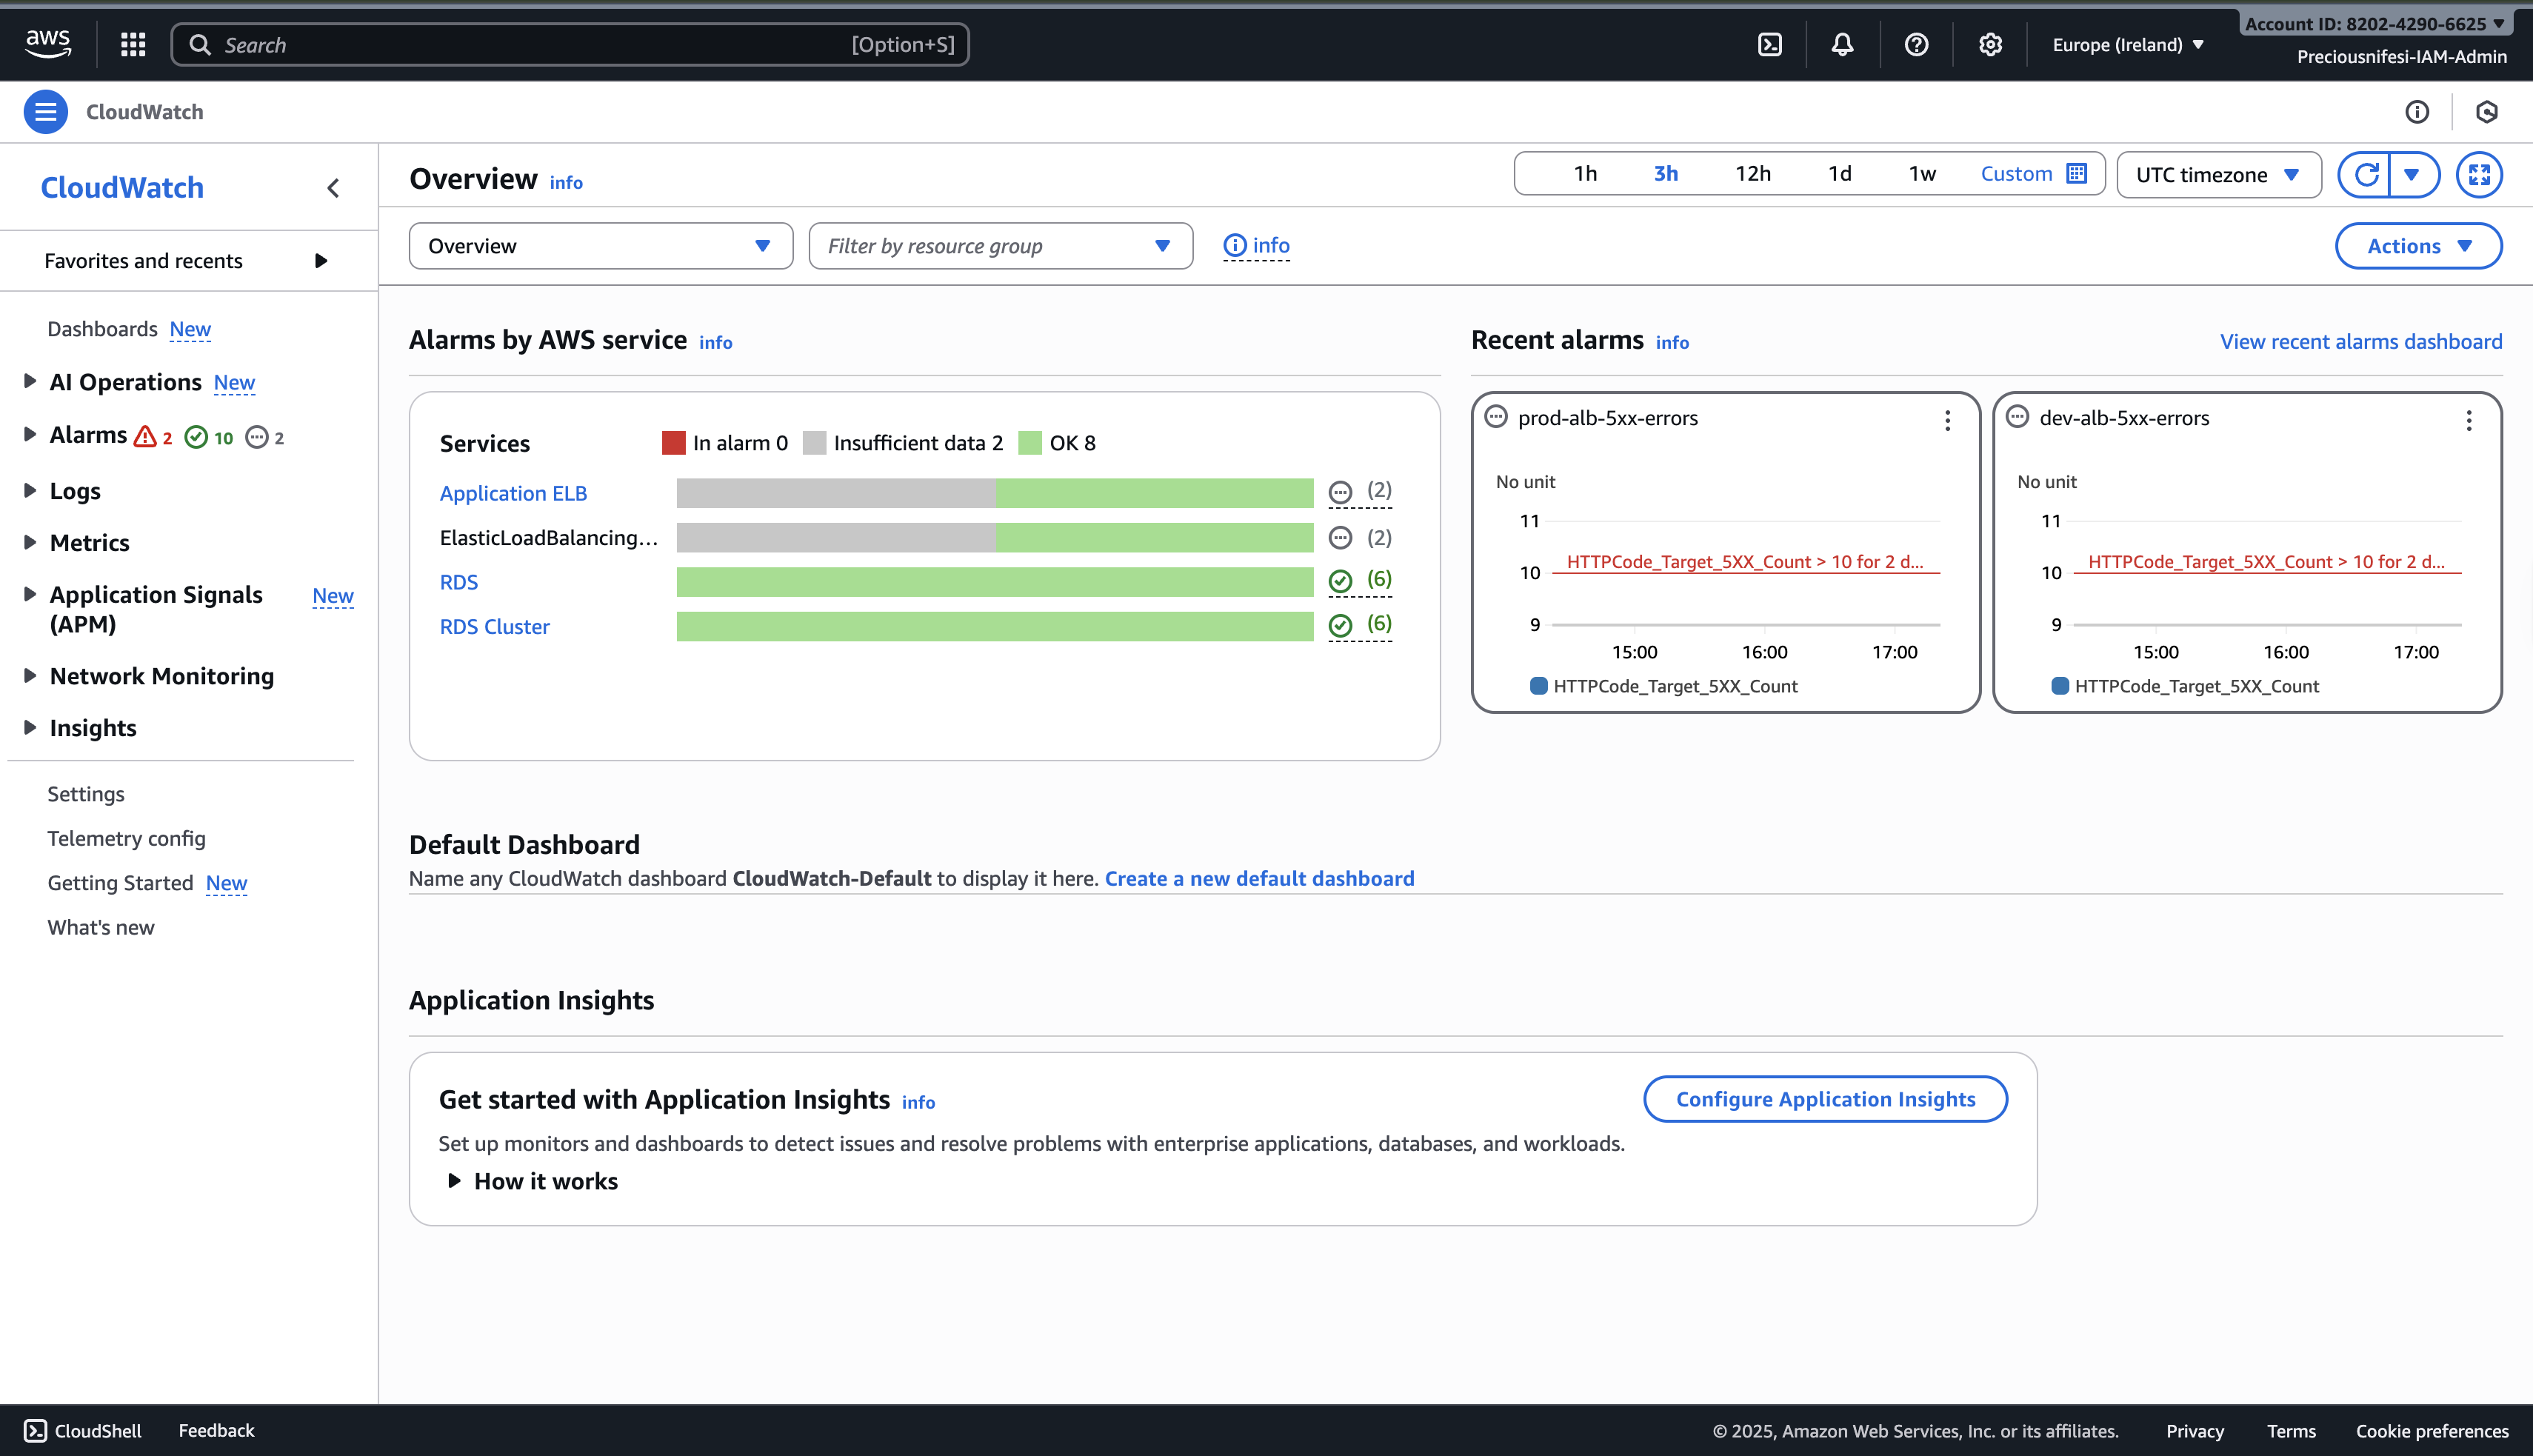 aws
Search [Option+S]
Europe (Ireland)
Account ID: 8202-4290-6625
Preciousnifesi-IAM-Admin
CloudWatch
CloudWatch
Favorites and recents
Dashboards New
AI Operations New
Alarms 2 10 2
Logs
Metrics
Application Signals New
(APM)
Network Monitoring
Insights
Settings
Telemetry config
Getting Started New
What's new
Overview info
1h 3h 12h 1d 1w Custom
UTC timezone
Overview
Filter by resource group
info
Actions
Alarms by AWS service info
Services In alarm 0 Insufficient data 2 OK 8
Application ELB (2)
ElasticLoadBalancing... (2)
RDS (6)
RDS Cluster (6)
Recent alarms info
View recent alarms dashboard
prod-alb-5xx-errors
No unit
11
HTTPCode_Target_5XX_Count > 10 for 2 d...
10
9
15:00 16:00 17:00
HTTPCode_Target_5XX_Count
dev-alb-5xx-errors
No unit
11
HTTPCode_Target_5XX_Count > 10 for 2 d...
10
9
15:00 16:00 17:00
HTTPCode_Target_5XX_Count
Default Dashboard
Name any CloudWatch dashboard CloudWatch-Default to display it here. Create a new default dashboard
Application Insights
Get started with Application Insights info
Configure Application Insights
Set up monitors and dashboards to detect issues and resolve problems with enterprise applications, databases, and workloads.
How it works
CloudShell Feedback
© 2025, Amazon Web Services, Inc. or its affiliates. Privacy Terms Cookie preferences